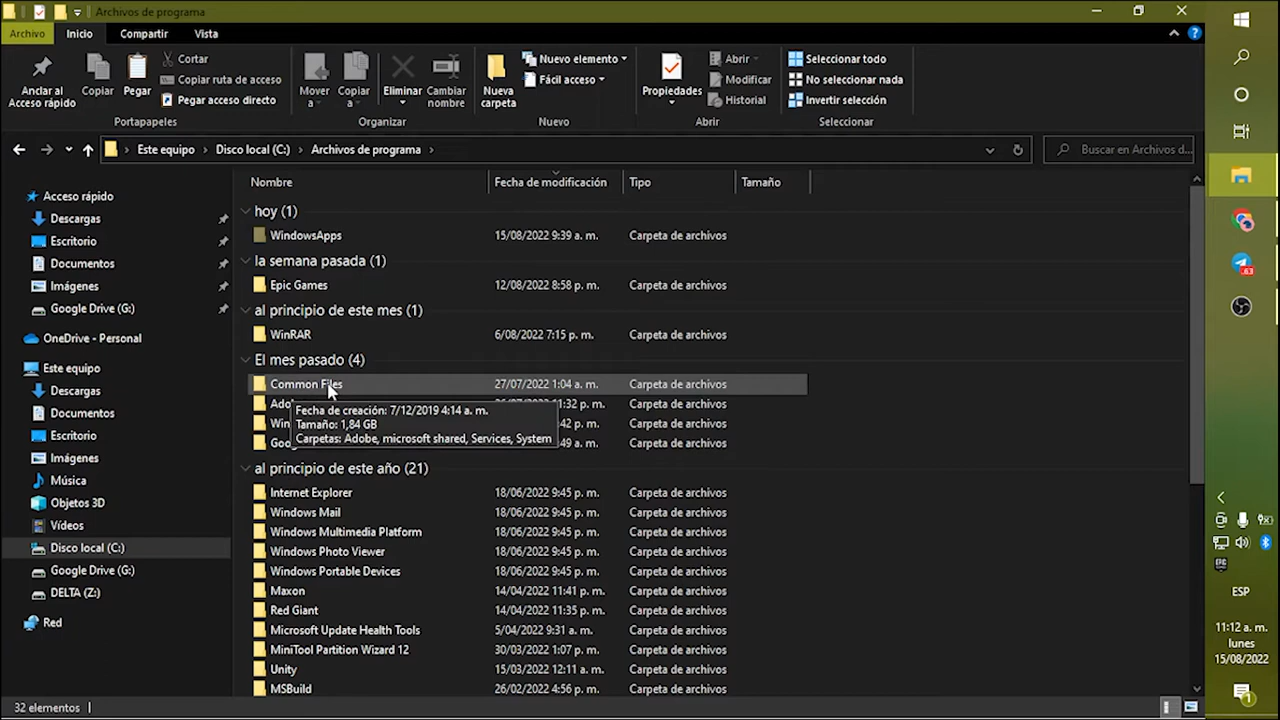 Archivos de programa
Archivo Inicio Compartir Vista
Anclar al Acceso rápido
Copiar
Pegar
Cortar
Copiar ruta de acceso
Pegar acceso directo
Portapapeles
Mover a
Copiar a
Eliminar
Cambiar nombre
Organizar
Nueva carpeta
Nuevo elemento
Fácil acceso
Nuevo
Propiedades
Abrir
Modificar
Historial
Abrir
Seleccionar todo
No seleccionar nada
Invertir selección
Seleccionar
Este equipo > Disco local (C:) > Archivos de programa >
Buscar en Archivos d...
Acceso rápido
Descargas
Escritorio
Documentos
Imágenes
Google Drive (G:)
OneDrive - Personal
Este equipo
Descargas
Documentos
Escritorio
Imágenes
Música
Objetos 3D
Vídeos
Disco local (C:)
Google Drive (G:)
DELTA (Z:)
Red
Nombre Fecha de modificación Tipo Tamaño
hoy (1)
WindowsApps 15/08/2022 9:39 a. m. Carpeta de archivos
la semana pasada (1)
Epic Games 12/08/2022 8:58 p. m. Carpeta de archivos
al principio de este mes (1)
WinRAR 6/08/2022 7:15 p. m. Carpeta de archivos
El mes pasado (4)
Common Files 27/07/2022 1:04 a. m. Carpeta de archivos
Carpeta de archivos
Carpeta de archivos
Carpeta de archivos
Fecha de creación: 7/12/2019 4:14 a. m.
Tamaño: 1,84 GB
Carpetas: Adobe, microsoft shared, Services, System
al principio de este año (21)
Internet Explorer 18/06/2022 9:45 p. m. Carpeta de archivos
Windows Mail 18/06/2022 9:45 p. m. Carpeta de archivos
Windows Multimedia Platform 18/06/2022 9:45 p. m. Carpeta de archivos
Windows Photo Viewer 18/06/2022 9:45 p. m. Carpeta de archivos
Windows Portable Devices 18/06/2022 9:45 p. m. Carpeta de archivos
Maxon 14/04/2022 11:41 p. m. Carpeta de archivos
Red Giant 14/04/2022 11:35 p. m. Carpeta de archivos
Microsoft Update Health Tools 5/04/2022 9:31 a. m. Carpeta de archivos
MiniTool Partition Wizard 12 30/03/2022 1:07 p. m. Carpeta de archivos
Unity 15/03/2022 12:11 a. m. Carpeta de archivos
MSBuild 26/02/2022 4:56 p. m. Carpeta de archivos
32 elementos
ESP
11:12 a. m.
lunes
15/08/2022
1